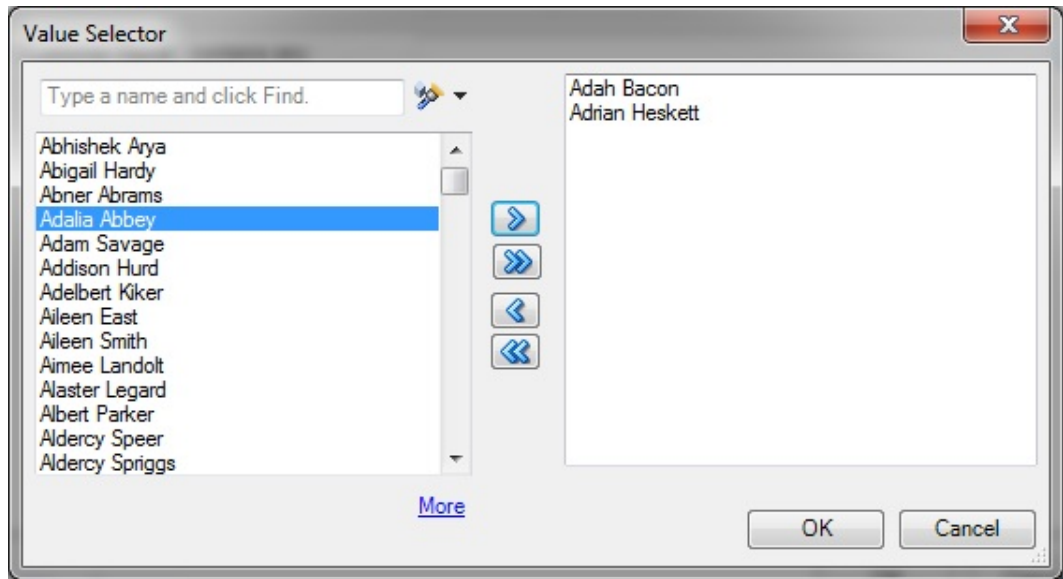 Value Selector
Type a name and click Find.
Abhishek Arya
Abigail Hardy
Abner Abrams
Adalia Abbey
Adam Savage
Addison Hurd
Adelbert Kiker
Aileen East
Aileen Smith
Aimee Landolt
Alaster Legard
Albert Parker
Aldercy Speer
Aldercy Spriggs
More
Adah Bacon
Adrian Heskett
OK
Cancel